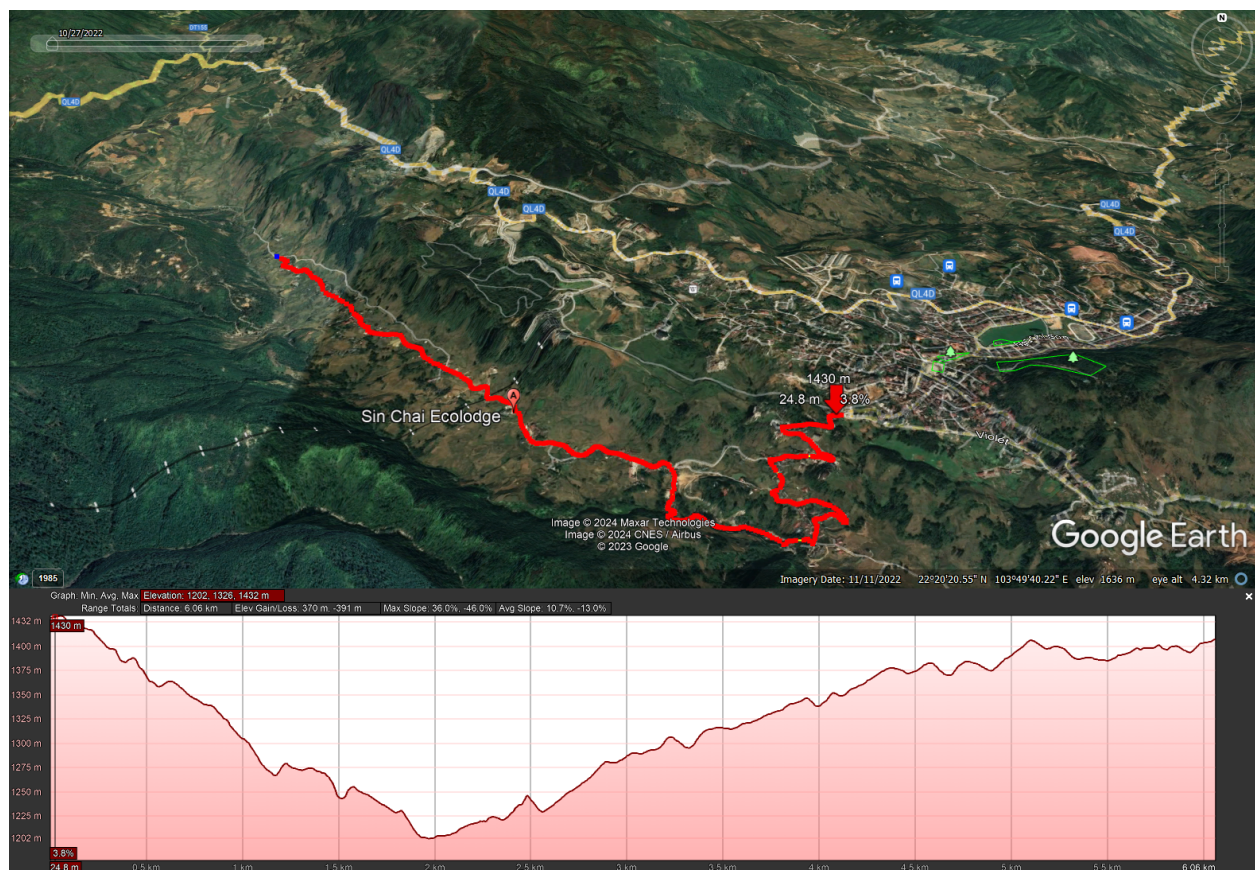 10/27/2022
DT155
N
QL4D
QL4D
QL4D
QL4D
QL4D
QL4D
QL4D
1430 m
24.8 m 3.8%
Sin Chai Ecolodge
A
Violet
Image © 2024 Maxar Technologies
Image © 2024 CNES / Airbus
© 2023 Google
Google Earth
1985
Imagery Date: 11/11/2022 22°20'20.55" N 103°49'40.22" E elev 1636 m eye alt 4.32 km
Graph: Min, Avg, Max Elevation: 1202, 1326, 1432 m
Range Totals: Distance: 6.06 km Elev Gain/Loss: 370 m, -391 m Max Slope: 36.0%, -46.0% Avg Slope: 10.7%, -13.0%
1432 m
1430 m
1400 m
1375 m
1350 m
1325 m
1300 m
1275 m
1250 m
1225 m
1202 m
3.8%
24.8 m 0.5 km 1 km 1.5 km 2 km 2.5 km 3 km 3.5 km 4 km 4.5 km 5 km 5.5 km 6.06 km